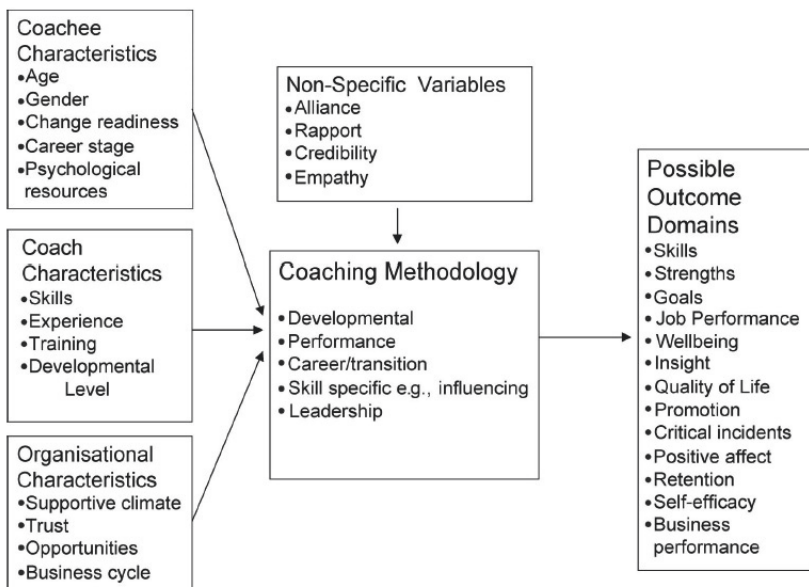 Coachee
Characteristics
•Age
•Gender
•Change readiness
•Career stage
•Psychological
resources
Coach
Characteristics
•Skills
•Experience
•Training
•Developmental
Level
Organisational
Characteristics
•Supportive climate
•Trust
•Opportunities
•Business cycle
Non-Specific Variables
•Alliance
•Rapport
•Credibility
•Empathy
Coaching Methodology
•Developmental
•Performance
•Career/transition
•Skill specific e.g., influencing
•Leadership
Possible
Outcome
Domains
•Skills
•Strengths
•Goals
•Job Performance
•Wellbeing
•Insight
•Quality of Life
•Promotion
•Critical incidents
•Positive affect
•Retention
•Self-efficacy
•Business
performance